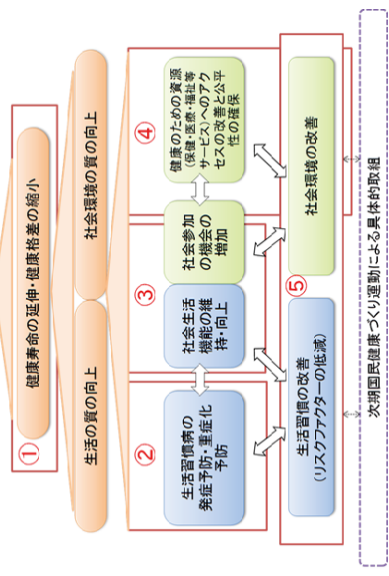 ①
健康寿命の延伸・健康格差の縮小
生活の質の向上
社会環境の質の向上
②
生活習慣病の
発症予防・重症化
予防
③
社会生活
機能の維
持・向上
社会参加
の機会の
増加
④
健康のための資源
(保健・医療・福祉等
サービス)へのアク
セスの改善と公平
性の確保
生活習慣の改善
(リスクファクターの低減)
⑤
社会環境の改善
次期国民健康づくり運動による具体的取組